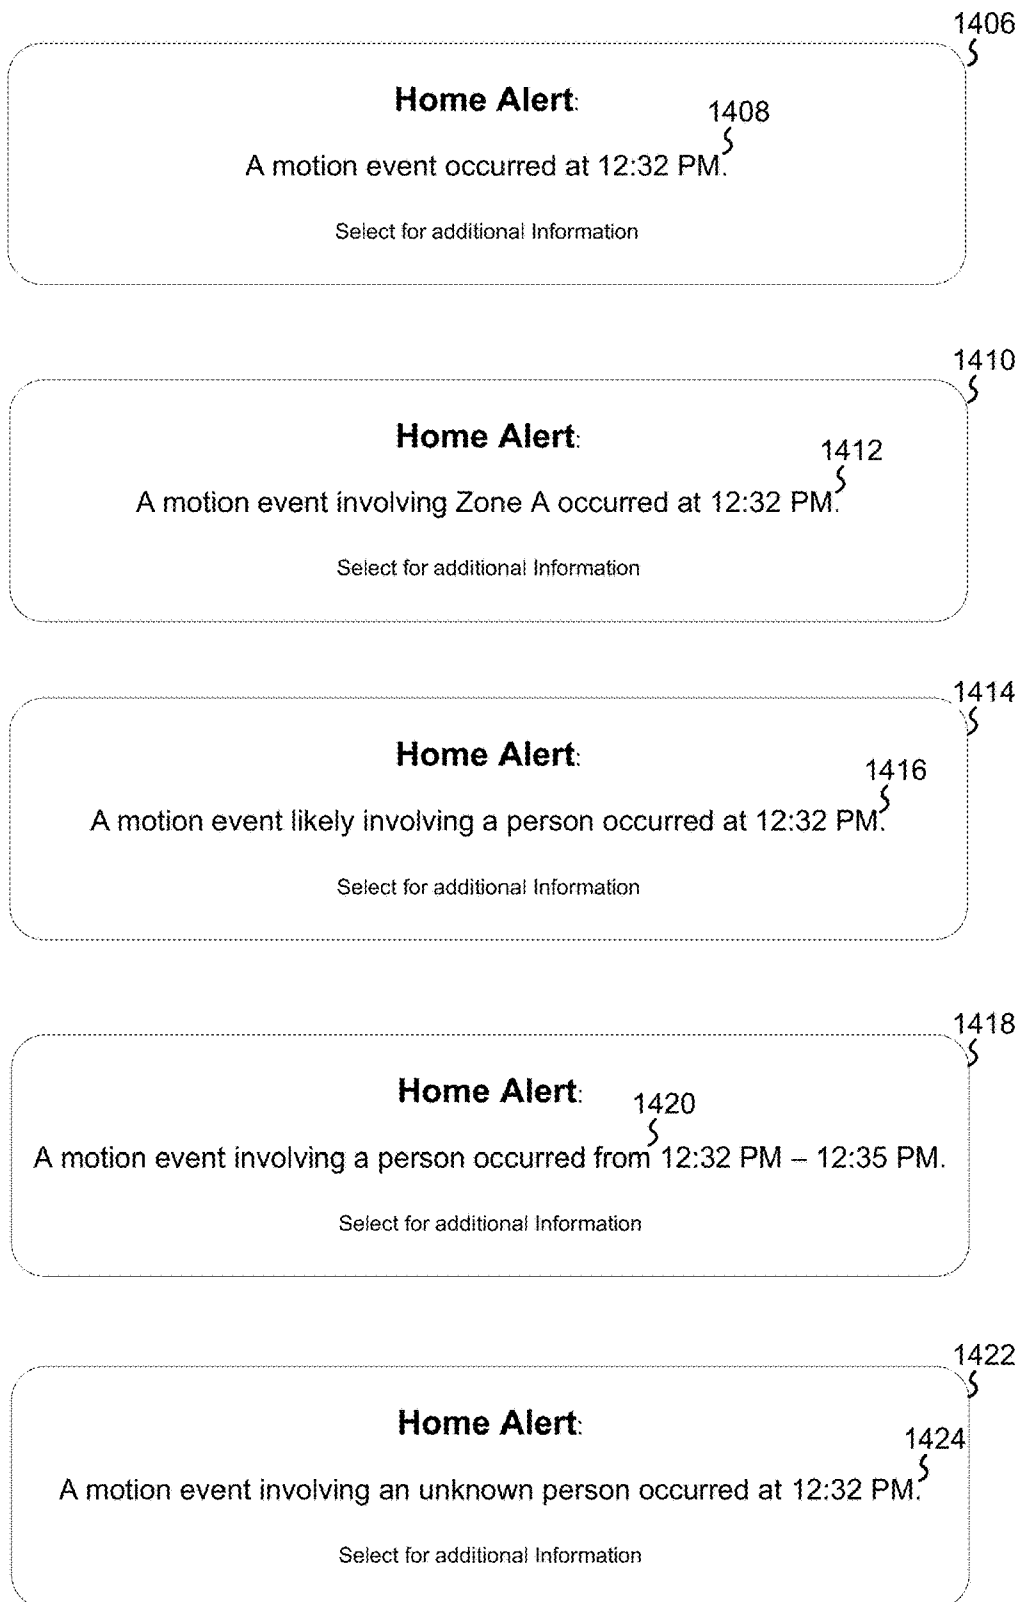 1406
Home Alert:
1408
A motion event occurred at 12:32 PM.
Select for additional Information
1410
Home Alert:
1412
A motion event involving Zone A occurred at 12:32 PM.
Select for additional Information
1414
Home Alert:
1416
A motion event likely involving a person occurred at 12:32 PM.
Select for additional Information
1418
Home Alert:
1420
A motion event involving a person occurred from 12:32 PM – 12:35 PM.
Select for additional Information
1422
Home Alert:
1424
A motion event involving an unknown person occurred at 12:32 PM.
Select for additional Information